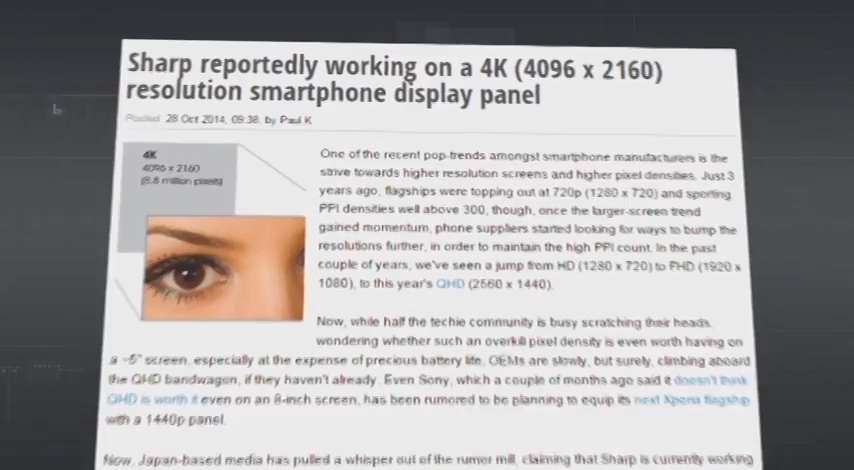 Sharp reportedly working on a 4K (4096 x 2160)
resolution smartphone display panel
Posted: 28 Oct 2014, 09:38, by Paul.K
4K
4096 x 2160
(8.8 million pixels)
One of the recent pop-trends amongst smartphone manufacturers is the
strive towards higher resolution screens and higher pixel densities. Just 3
years ago, flagships were topping out at 720p (1280 x 720) and sporting
PPI densities well above 300, though, once the larger-screen trend
gained momentum, phone suppliers started looking for ways to bump the
resolutions further, in order to maintain the high PPI count. In the past
couple of years, we've seen a jump from HD (1280 x 720) to FHD (1920 x
1080), to this year's QHD (2560 x 1440).
Now, while half the techie community is busy scratching their heads,
wondering whether such an overkill pixel density is even worth having on
a ~5" screen, especially at the expense of precious battery life, OEMs are slowly, but surely, climbing aboard
the QHD bandwagon, if they haven't already. Even Sony, which a couple of months ago said it doesn't think
QHD is worth it even on an 8-inch screen, has been rumored to be planning to equip its next Xperia flagship
with a 1440p panel.
Now, Japan-based media has pulled a whisper out of the rumor mill, claiming that Sharp is currently working